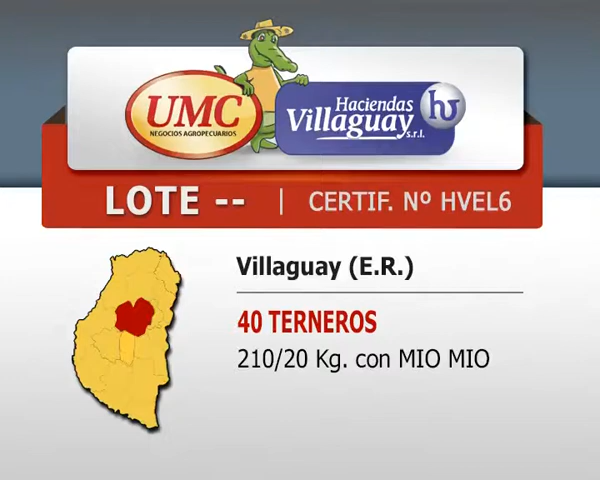 UMC
NEGOCIOS AGROPECUARIOS
Haciendas
Villaguay
s.r.l.
hv
LOTE -- | CERTIF. Nº HVEL6
Villaguay (E.R.)
40 TERNEROS
210/20 Kg. con MIO MIO